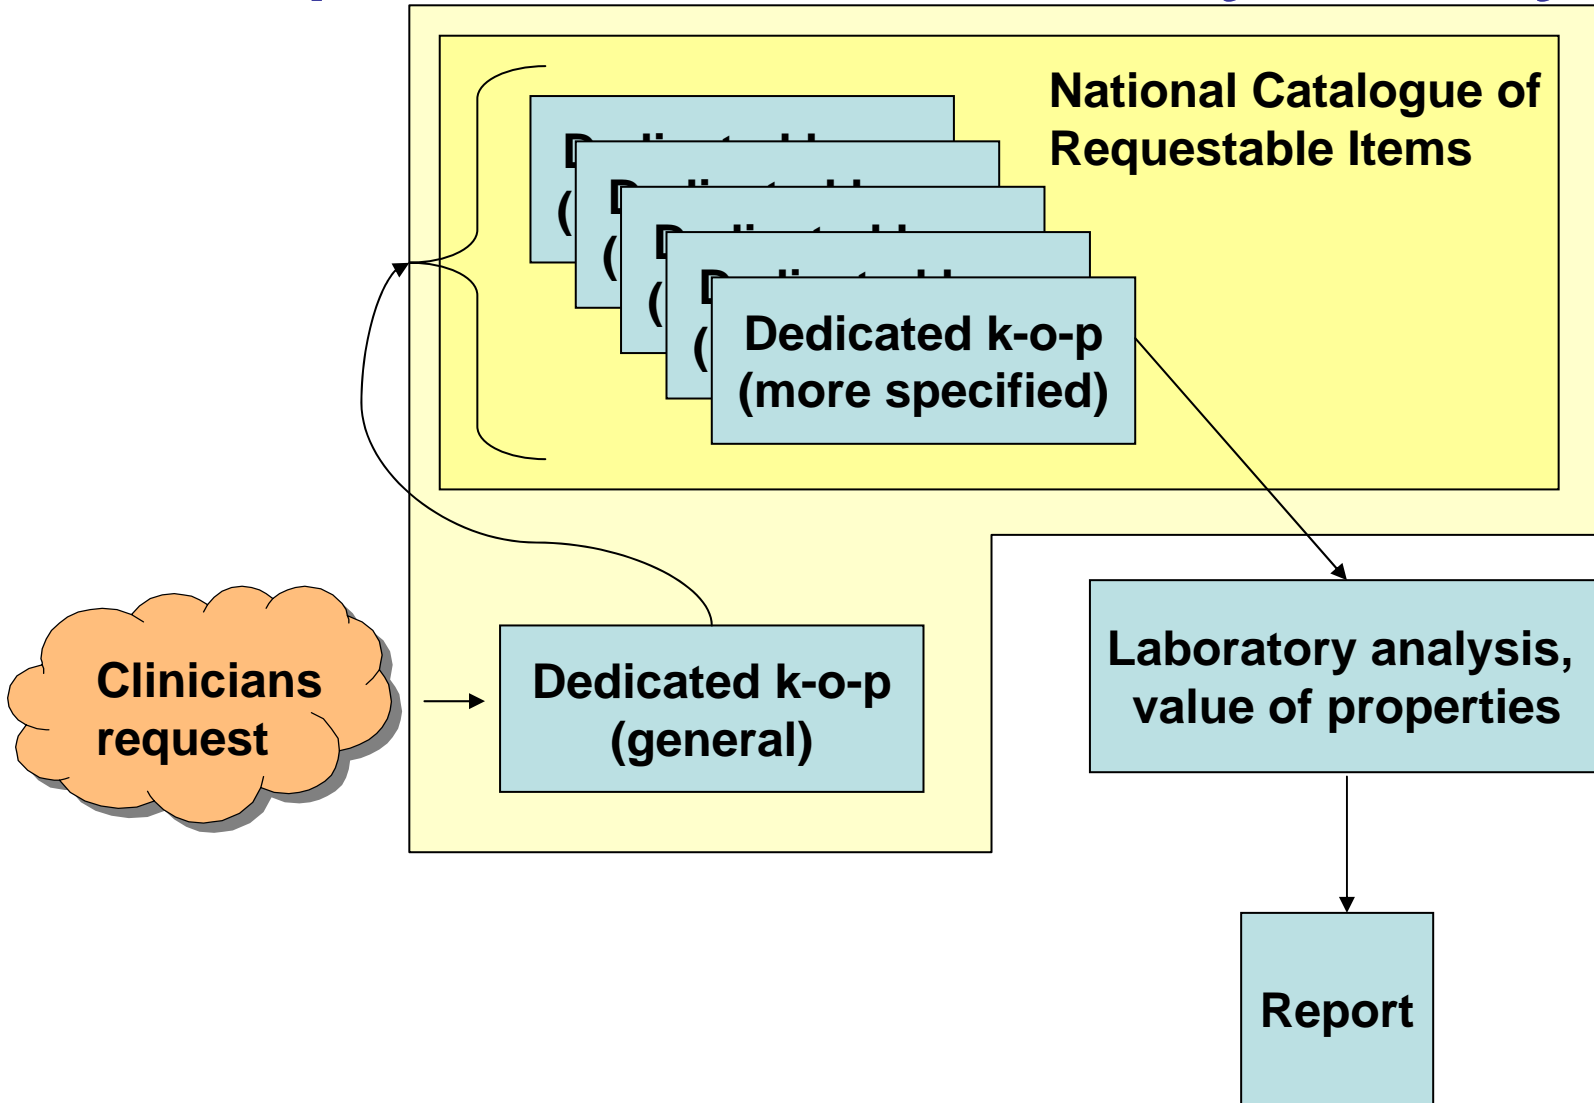 National Catalogue of
Requestable Items
Dedicated k-o-p
(more specified)
Clinicians
request
Dedicated k-o-p
(general)
Laboratory analysis,
value of properties
Report